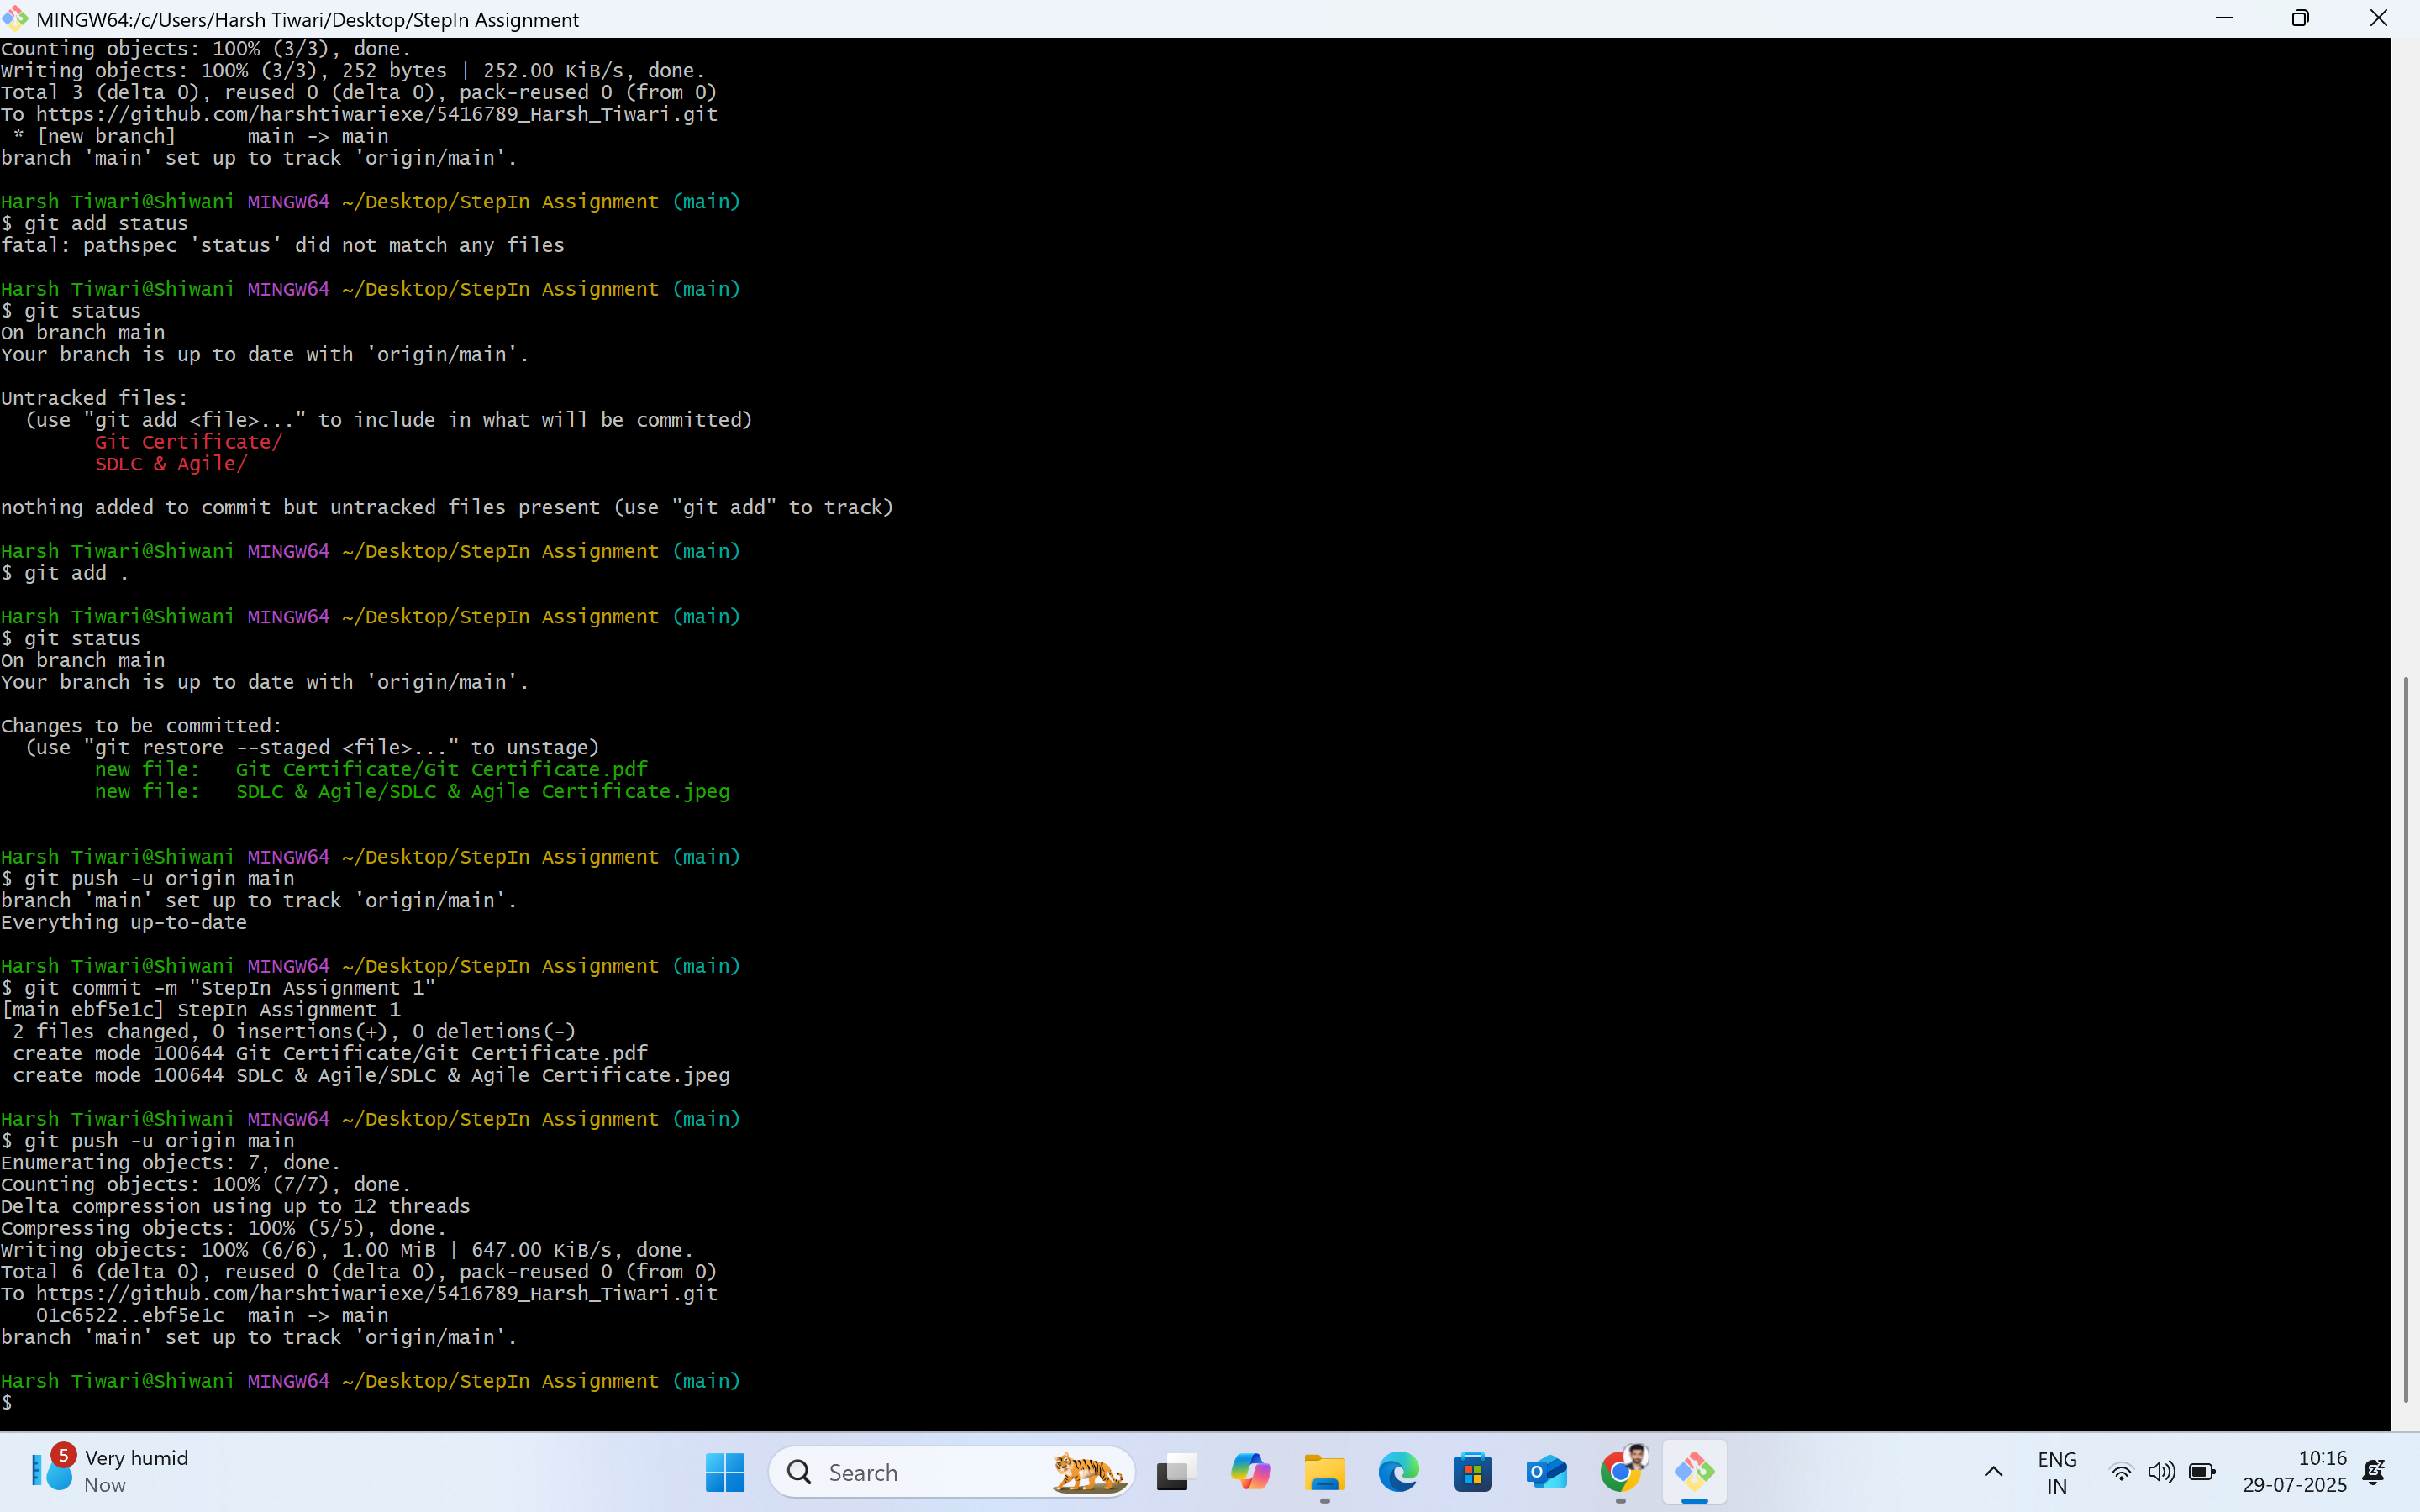 MINGW64:/c/Users/Harsh Tiwari/Desktop/StepIn Assignment
Counting objects: 100% (3/3), done.
Writing objects: 100% (3/3), 252 bytes | 252.00 KiB/s, done.
Total 3 (delta 0), reused 0 (delta 0), pack-reused 0 (from 0)
To https://github.com/harshtiwariexe/5416789_Harsh_Tiwari.git
 * [new branch]      main -> main
branch 'main' set up to track 'origin/main'.
Harsh Tiwari@Shiwani MINGW64 ~/Desktop/StepIn Assignment (main)
$ git add status
fatal: pathspec 'status' did not match any files
Harsh Tiwari@Shiwani MINGW64 ~/Desktop/StepIn Assignment (main)
$ git status
On branch main
Your branch is up to date with 'origin/main'.
Untracked files:
  (use "git add <file>..." to include in what will be committed)
        Git Certificate/
        SDLC & Agile/
nothing added to commit but untracked files present (use "git add" to track)
Harsh Tiwari@Shiwani MINGW64 ~/Desktop/StepIn Assignment (main)
$ git add .
Harsh Tiwari@Shiwani MINGW64 ~/Desktop/StepIn Assignment (main)
$ git status
On branch main
Your branch is up to date with 'origin/main'.
Changes to be committed:
  (use "git restore --staged <file>..." to unstage)
        new file:   Git Certificate/Git Certificate.pdf
        new file:   SDLC & Agile/SDLC & Agile Certificate.jpeg
Harsh Tiwari@Shiwani MINGW64 ~/Desktop/StepIn Assignment (main)
$ git push -u origin main
branch 'main' set up to track 'origin/main'.
Everything up-to-date
Harsh Tiwari@Shiwani MINGW64 ~/Desktop/StepIn Assignment (main)
$ git commit -m "StepIn Assignment 1"
[main ebf5e1c] StepIn Assignment 1
 2 files changed, 0 insertions(+), 0 deletions(-)
 create mode 100644 Git Certificate/Git Certificate.pdf
 create mode 100644 SDLC & Agile/SDLC & Agile Certificate.jpeg
Harsh Tiwari@Shiwani MINGW64 ~/Desktop/StepIn Assignment (main)
$ git push -u origin main
Enumerating objects: 7, done.
Counting objects: 100% (7/7), done.
Delta compression using up to 12 threads
Compressing objects: 100% (5/5), done.
Writing objects: 100% (6/6), 1.00 MiB | 647.00 KiB/s, done.
Total 6 (delta 0), reused 0 (delta 0), pack-reused 0 (from 0)
To https://github.com/harshtiwariexe/5416789_Harsh_Tiwari.git
   01c6522..ebf5e1c  main -> main
branch 'main' set up to track 'origin/main'.
Harsh Tiwari@Shiwani MINGW64 ~/Desktop/StepIn Assignment (main)
$
5
Very humid
Now
Search
ENG
IN
10:16
29-07-2025